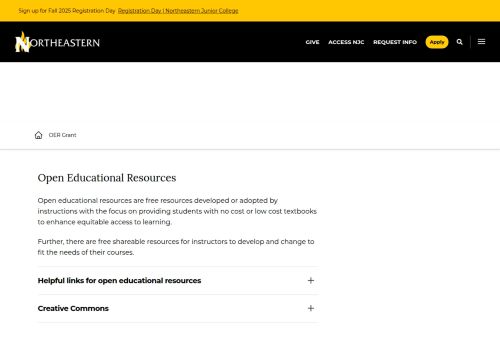 Sign up for Fall 2025 Registration Day Registration Day | Northeastern Junior College
NORTHEASTERN
GIVE ACCESS NJC REQUEST INFO Apply
OER Grant
Open Educational Resources
Open educational resources are free resources developed or adopted by
instructions with the focus on providing students with no cost or low cost textbooks
to enhance equitable access to learning.
Further, there are free shareable resources for instructors to develop and change to
fit the needs of their courses.
Helpful links for open educational resources
Creative Commons